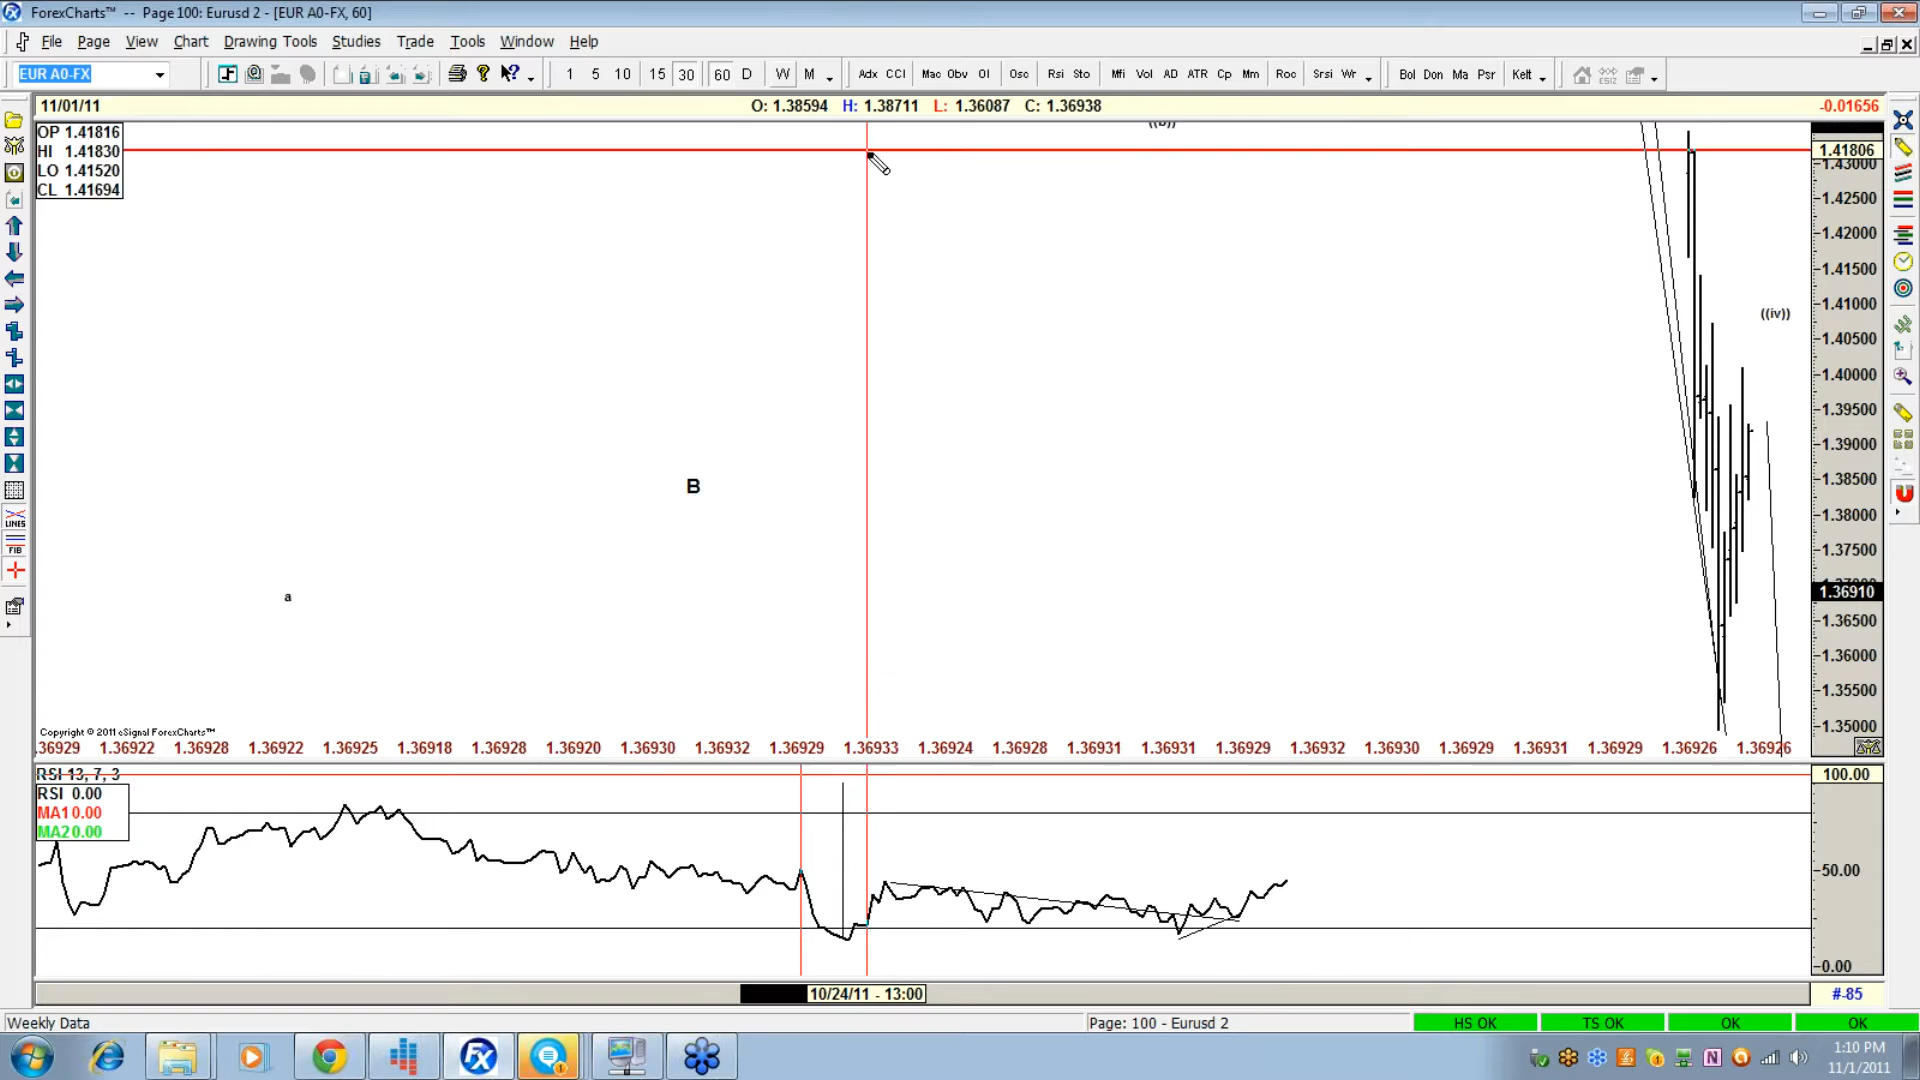 ForexCharts™ -- Page 100: Eurusd 2 - [EUR A0-FX, 60]
File Page View Chart Drawing Tools Studies Trade Tools Window Help
EUR A0-FX 1 5 10 15 30 60 D W M Adx CCI Mac Obv OI Osc Rsi Sto Mfi Vol AD ATR Cp Mm Roc Srsi Wr Bol Don Ma Psr Kelt
11/01/11 O: 1.38594 H: 1.38711 L: 1.36087 C: 1.36938 -0.01656
OP 1.41816
HI 1.41830
LO 1.41520
CL 1.41694
1.41806
1.43000
1.42500
1.42000
1.41500
1.41000
((iv))
1.40500
1.40000
1.39500
1.39000
1.38500
B
1.38000
1.37500
1.36910
a
1.36500
1.36000
1.35500
1.35000
LINES
FIB
Copyright © 2011 eSignal ForexCharts™
.36929 1.36922 1.36928 1.36922 1.36925 1.36918 1.36928 1.36920 1.36930 1.36932 1.36929 1.36933 1.36924 1.36928 1.36931 1.36931 1.36929 1.36932 1.36930 1.36929 1.36931 1.36929 1.36926 1.36926
RSI 13, 7, 3
RSI 0.00
MA1 0.00
MA2 0.00
100.00
50.00
0.00
10/24/11 - 13:00
#-85
Weekly Data
Page: 100 - Eurusd 2
HS OK TS OK OK OK
1:10 PM
11/1/2011